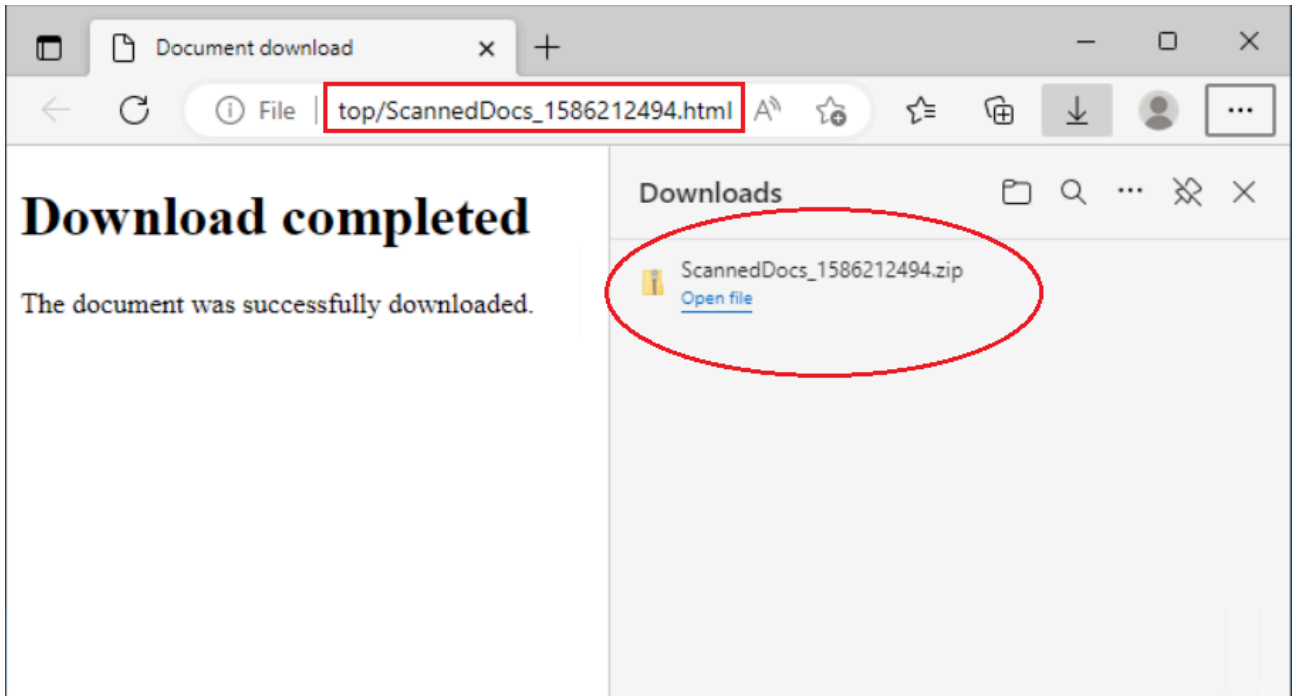 Document download
File
top/ScannedDocs_1586212494.html
Download completed
The document was successfully downloaded.
Downloads
ScannedDocs_1586212494.zip
Open file